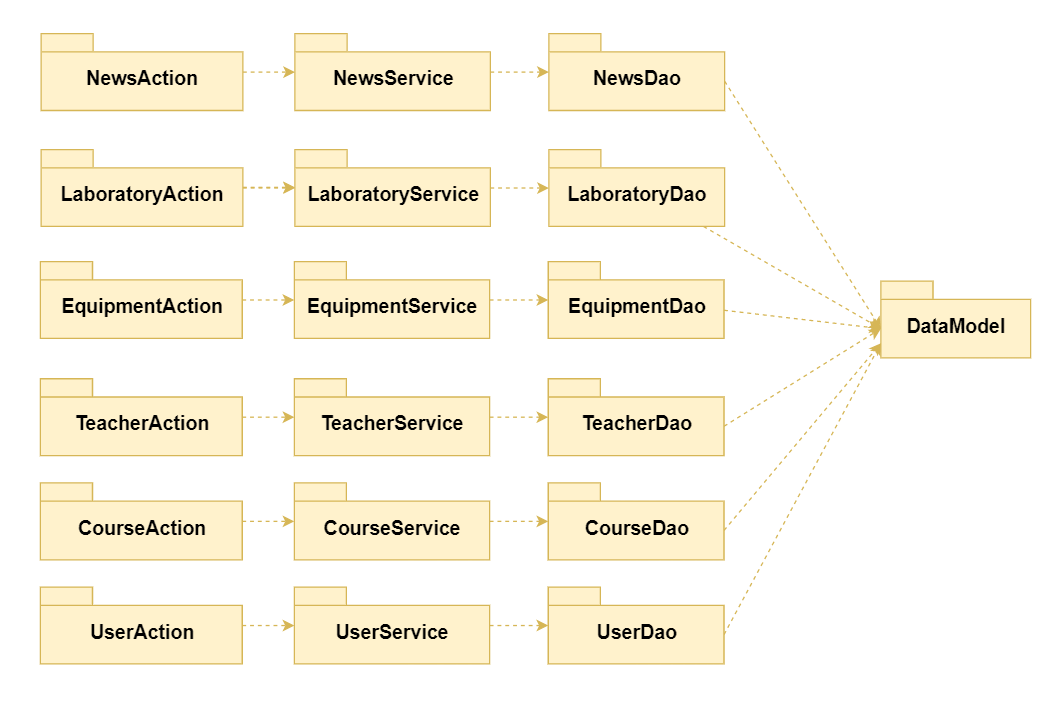 NewsAction
NewsService
NewsDao
LaboratoryAction
LaboratoryService
LaboratoryDao
EquipmentAction
EquipmentService
EquipmentDao
DataModel
TeacherAction
TeacherService
TeacherDao
CourseAction
CourseService
CourseDao
UserAction
UserService
UserDao